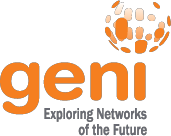 geni
Exploring Networks
of the Future